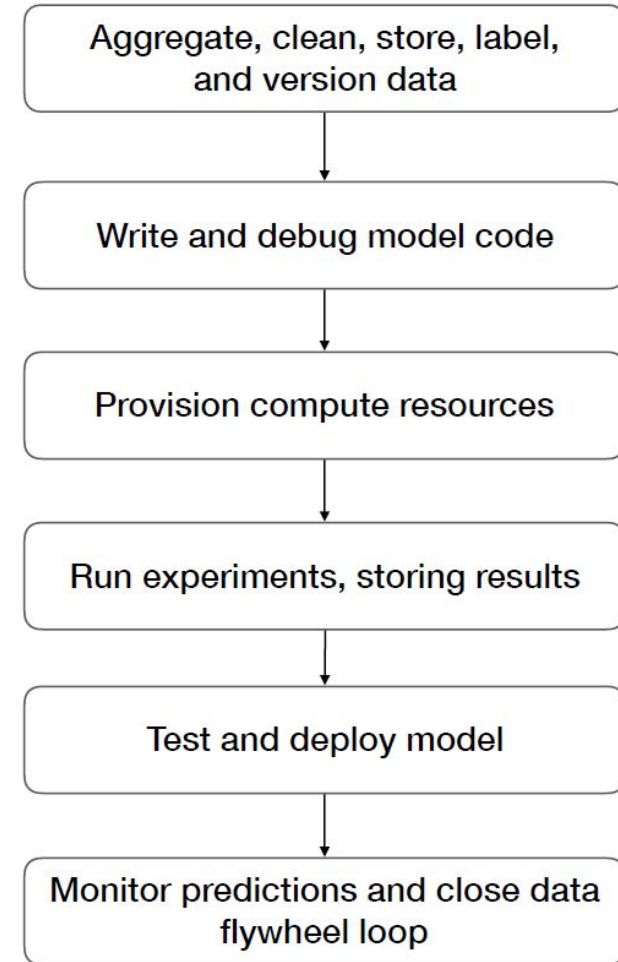 Aggregate, clean, store, label,
and version data
Write and debug model code
Provision compute resources
Run experiments, storing results
Test and deploy model
Monitor predictions and close data
flywheel loop